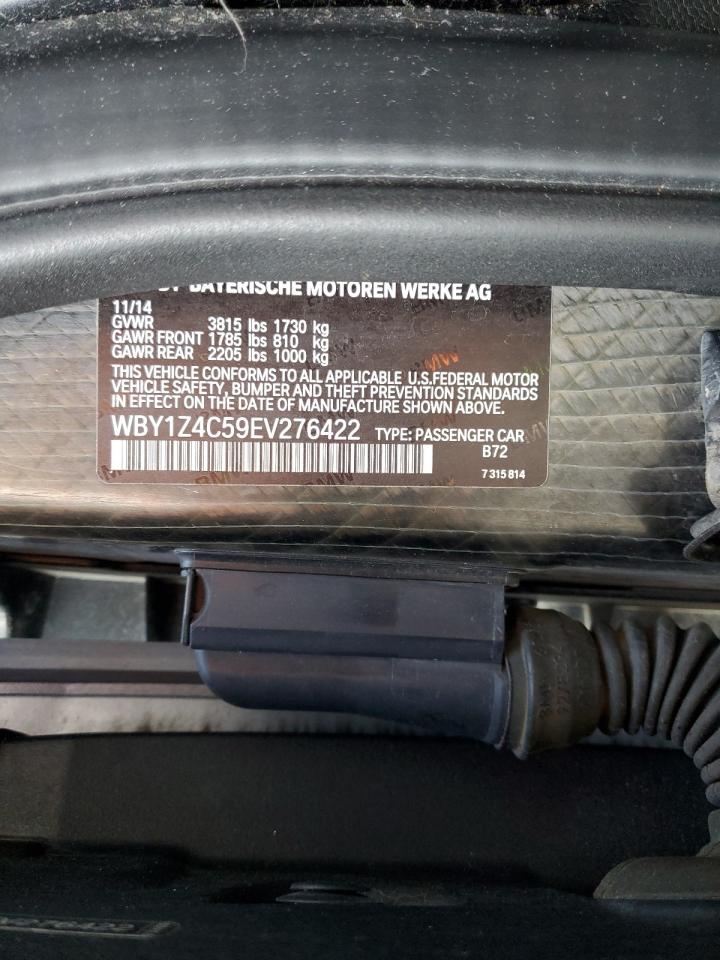 BAYERISCHE MOTOREN WERKE AG
11/14
GVWR 3815 lbs 1730 kg
GAWR FRONT 1785 lbs 810 kg
GAWR REAR 2205 lbs 1000 kg
THIS VEHICLE CONFORMS TO ALL APPLICABLE U.S.FEDERAL MOTOR
VEHICLE SAFETY, BUMPER AND THEFT PREVENTION STANDARDS
IN EFFECT ON THE DATE OF MANUFACTURE SHOWN ABOVE.
WBY1Z4C59EV276422 TYPE: PASSENGER CAR
B72
7 315 814